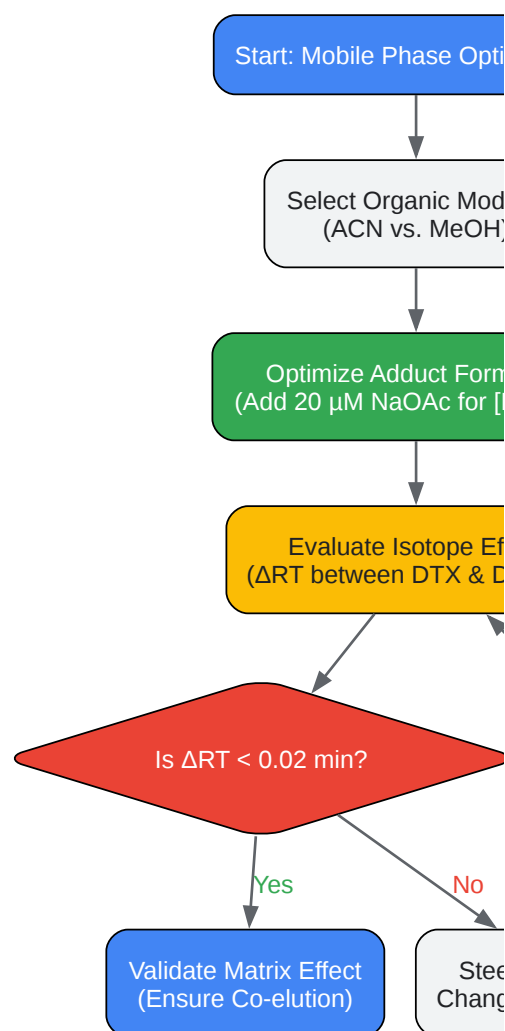 Start: Mobile Phase Opti
Select Organic Mod
(ACN vs. MeOH)
Optimize Adduct Form
(Add 20 µM NaOAc for [
Evaluate Isotope Ef
(ΔRT between DTX & D
Is ΔRT < 0.02 min?
Yes
No
Validate Matrix Effect
(Ensure Co-elution)
Stee
Chang